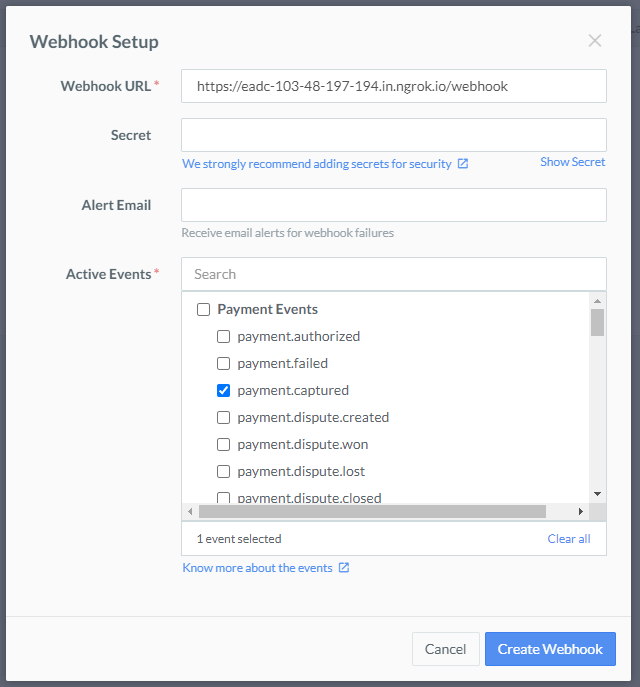 Webhook Setup
Webhook URL *
https://eadc-103-48-197-194.in.ngrok.io/webhook
Secret
We strongly recommend adding secrets for security
Show Secret
Alert Email
Receive email alerts for webhook failures
Active Events *
Search
Payment Events
payment.authorized
payment.failed
payment.captured
payment.dispute.created
payment.dispute.won
payment.dispute.lost
payment.dispute.closed
1 event selected
Clear all
Know more about the events
Cancel
Create Webhook